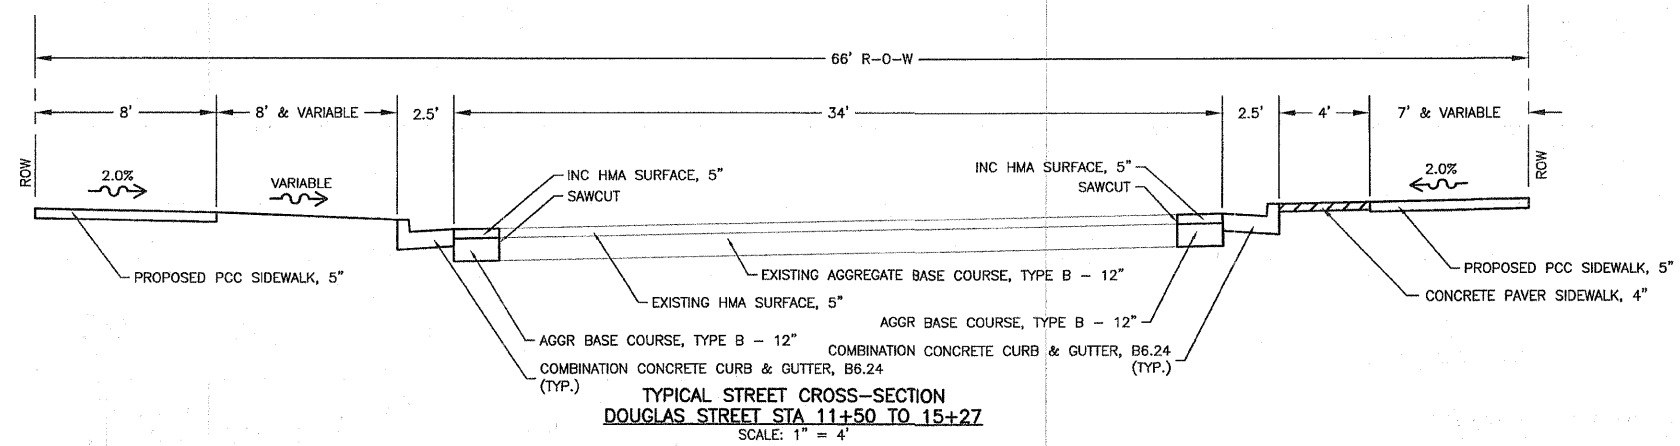 66' R-O-W
8'
8' & VARIABLE
2.5'
34'
2.5'
4'
7' & VARIABLE
ROW
2.0%
VARIABLE
INC HMA SURFACE, 5"
SAWCUT
INC HMA SURFACE, 5"
SAWCUT
2.0%
ROW
PROPOSED PCC SIDEWALK, 5"
EXISTING AGGREGATE BASE COURSE, TYPE B - 12"
PROPOSED PCC SIDEWALK, 5"
EXISTING HMA SURFACE, 5"
CONCRETE PAVER SIDEWALK, 4"
AGGR BASE COURSE, TYPE B - 12"
AGGR BASE COURSE, TYPE B - 12"
COMBINATION CONCRETE CURB & GUTTER, B6.24
(TYP.)
COMBINATION CONCRETE CURB & GUTTER, B6.24
(TYP.)
TYPICAL STREET CROSS-SECTION
DOUGLAS STREET STA 11+50 TO 15+27
SCALE: 1" = 4'